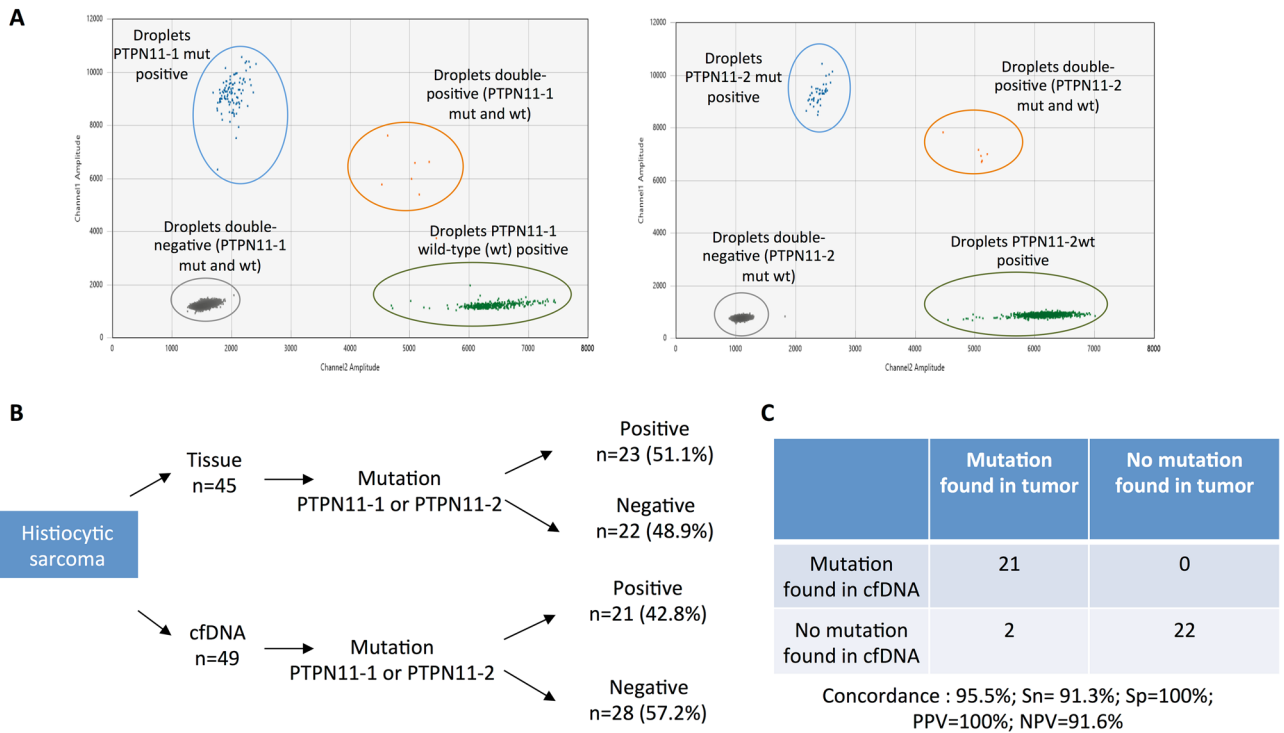 A
12000
10000
8000
6000
4000
2000
0
0
1000
2000
3000
4000
5000
6000
7000
8000
Channel1 Amplitude
Channel2 Amplitude
Droplets
PTPN11-1 mut
positive
Droplets double-
positive (PTPN11-1
mut and wt)
Droplets double-
negative (PTPN11-1
mut and wt)
Droplets PTPN11-1
wild-type (wt) positive
12000
10000
8000
6000
4000
2000
0
0
1000
2000
3000
4000
5000
6000
7000
8000
Channel1 Amplitude
Channel2 Amplitude
Droplets
PTPN11-2 mut
positive
Droplets double-
positive (PTPN11-2
mut and wt)
Droplets double-
negative (PTPN11-2
mut wt)
Droplets PTPN11-2wt
positive
B
Histiocytic
sarcoma
Tissue
n=45
Mutation
PTPN11-1 or PTPN11-2
Positive
n=23 (51.1%)
Negative
n=22 (48.9%)
cfDNA
n=49
Mutation
PTPN11-1 or PTPN11-2
Positive
n=21 (42.8%)
Negative
n=28 (57.2%)
C
Mutation
found in tumor
No mutation
found in tumor
Mutation
found in cfDNA
21
0
No mutation
found in cfDNA
2
22
Concordance : 95.5%; Sn= 91.3%; Sp=100%;
PPV=100%; NPV=91.6%